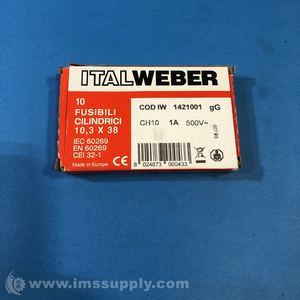 ITALWEBER
10
FUSIBILI
CILINDRICI
10,3 X 38
IEC 60269
EN 60269
CEI 32-1
Made in Europe
CE
COD IW 1421001 gG
CH10 1A 500V~
8 024873 000433
© www.imssupply.com